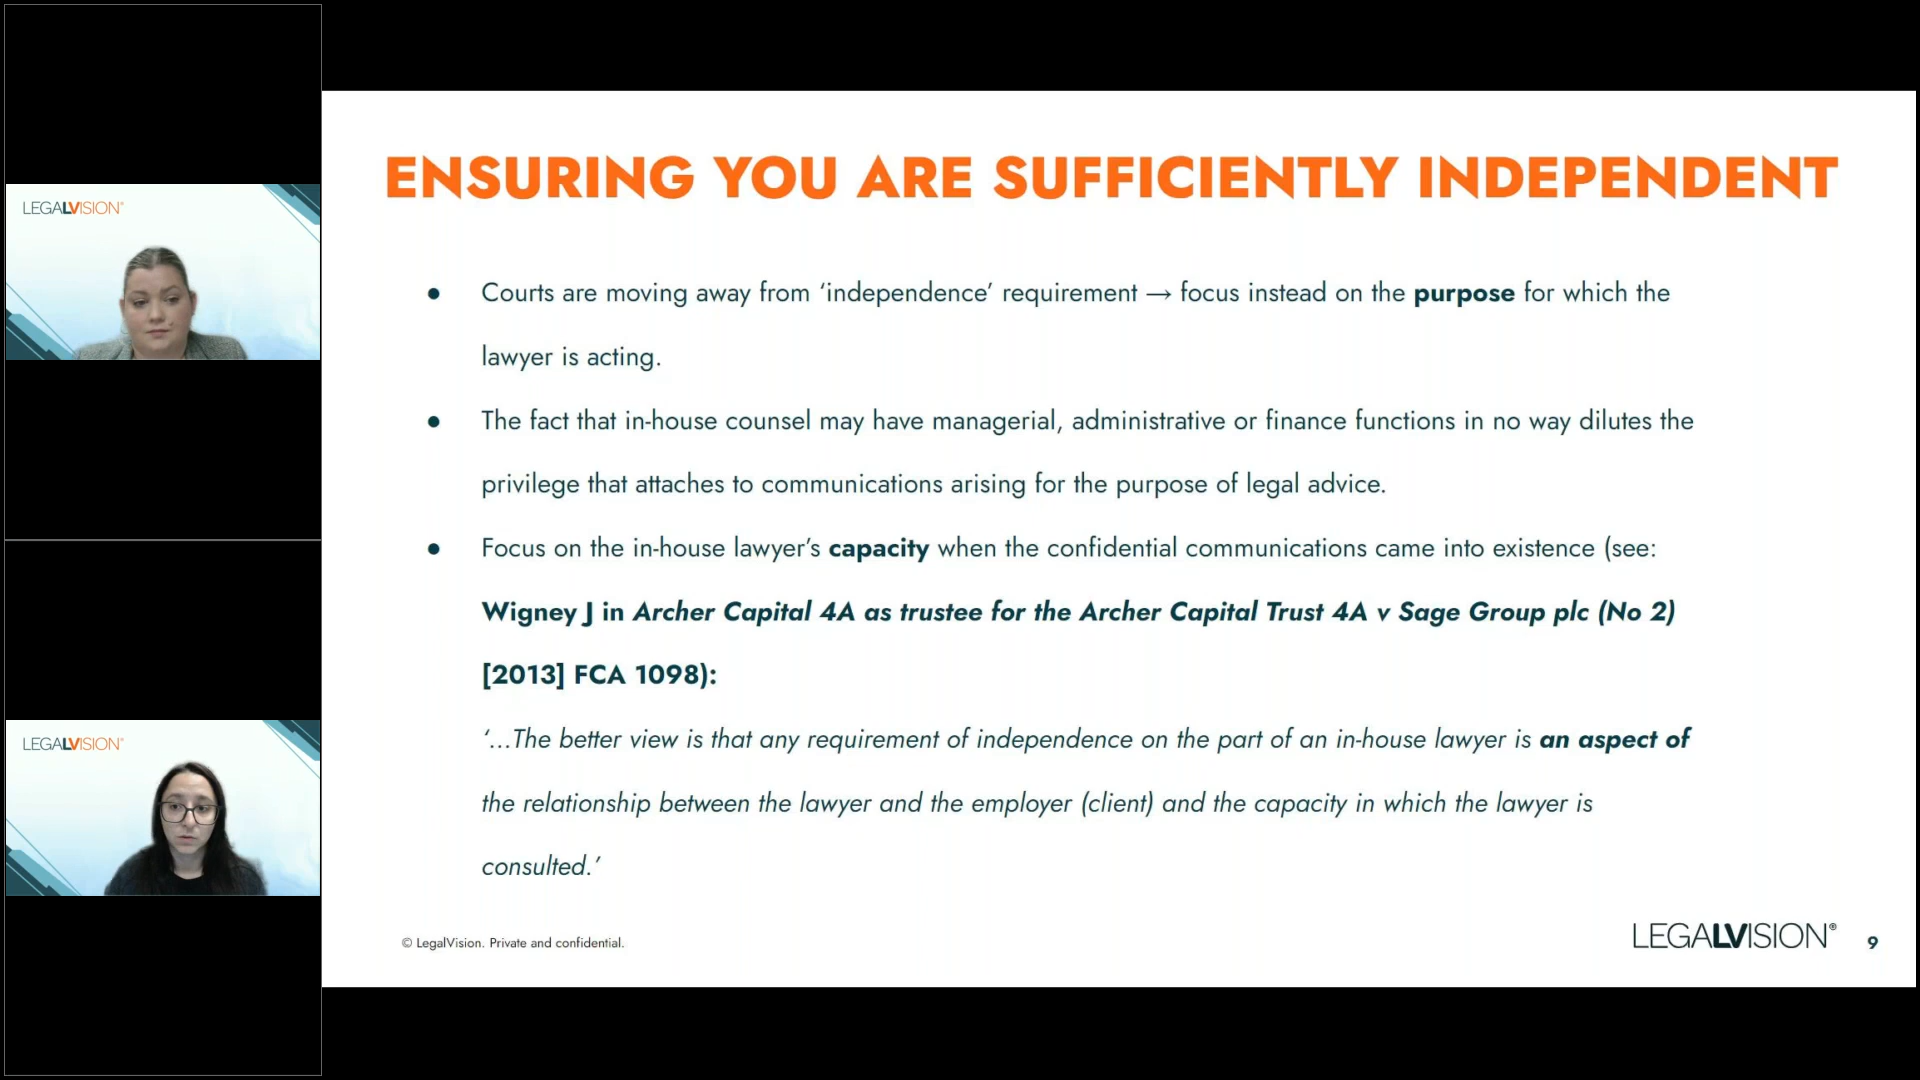 LEGALVISION®
LEGALVISION®
ENSURING YOU ARE SUFFICIENTLY INDEPENDENT
● Courts are moving away from ‘independence’ requirement → focus instead on the purpose for which the
lawyer is acting.
● The fact that in-house counsel may have managerial, administrative or finance functions in no way dilutes the
privilege that attaches to communications arising for the purpose of legal advice.
● Focus on the in-house lawyer’s capacity when the confidential communications came into existence (see:
Wigney J in Archer Capital 4A as trustee for the Archer Capital Trust 4A v Sage Group plc (No 2)
[2013] FCA 1098):
‘…The better view is that any requirement of independence on the part of an in-house lawyer is an aspect of
the relationship between the lawyer and the employer (client) and the capacity in which the lawyer is
consulted.’
© LegalVision. Private and confidential.
LEGALVISION®
9